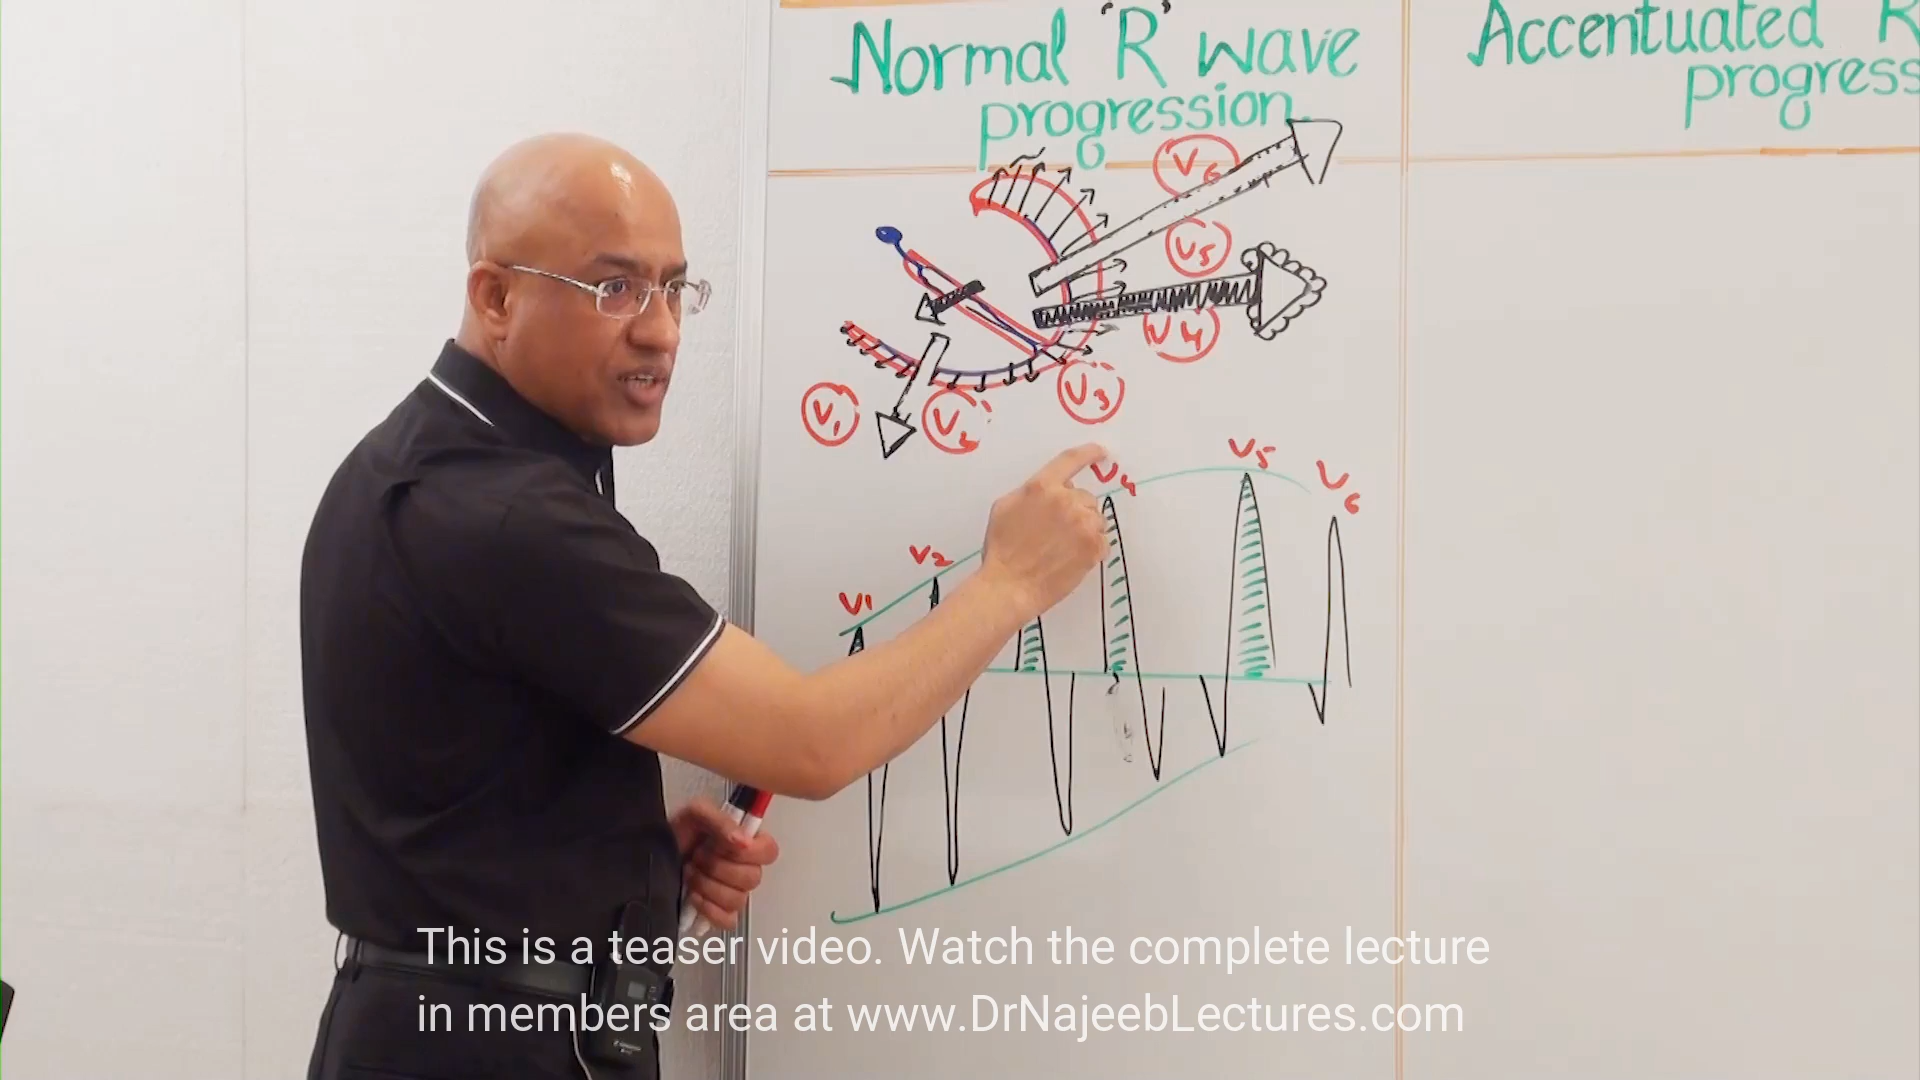 Normal 'R' wave
progression
Accentuated R
progress
V6
V5
V4
V3
V1
V2
V5
V4
V6
V2
V1
This is a teaser video. Watch the complete lecture
in members area at www.DrNajeebLectures.com